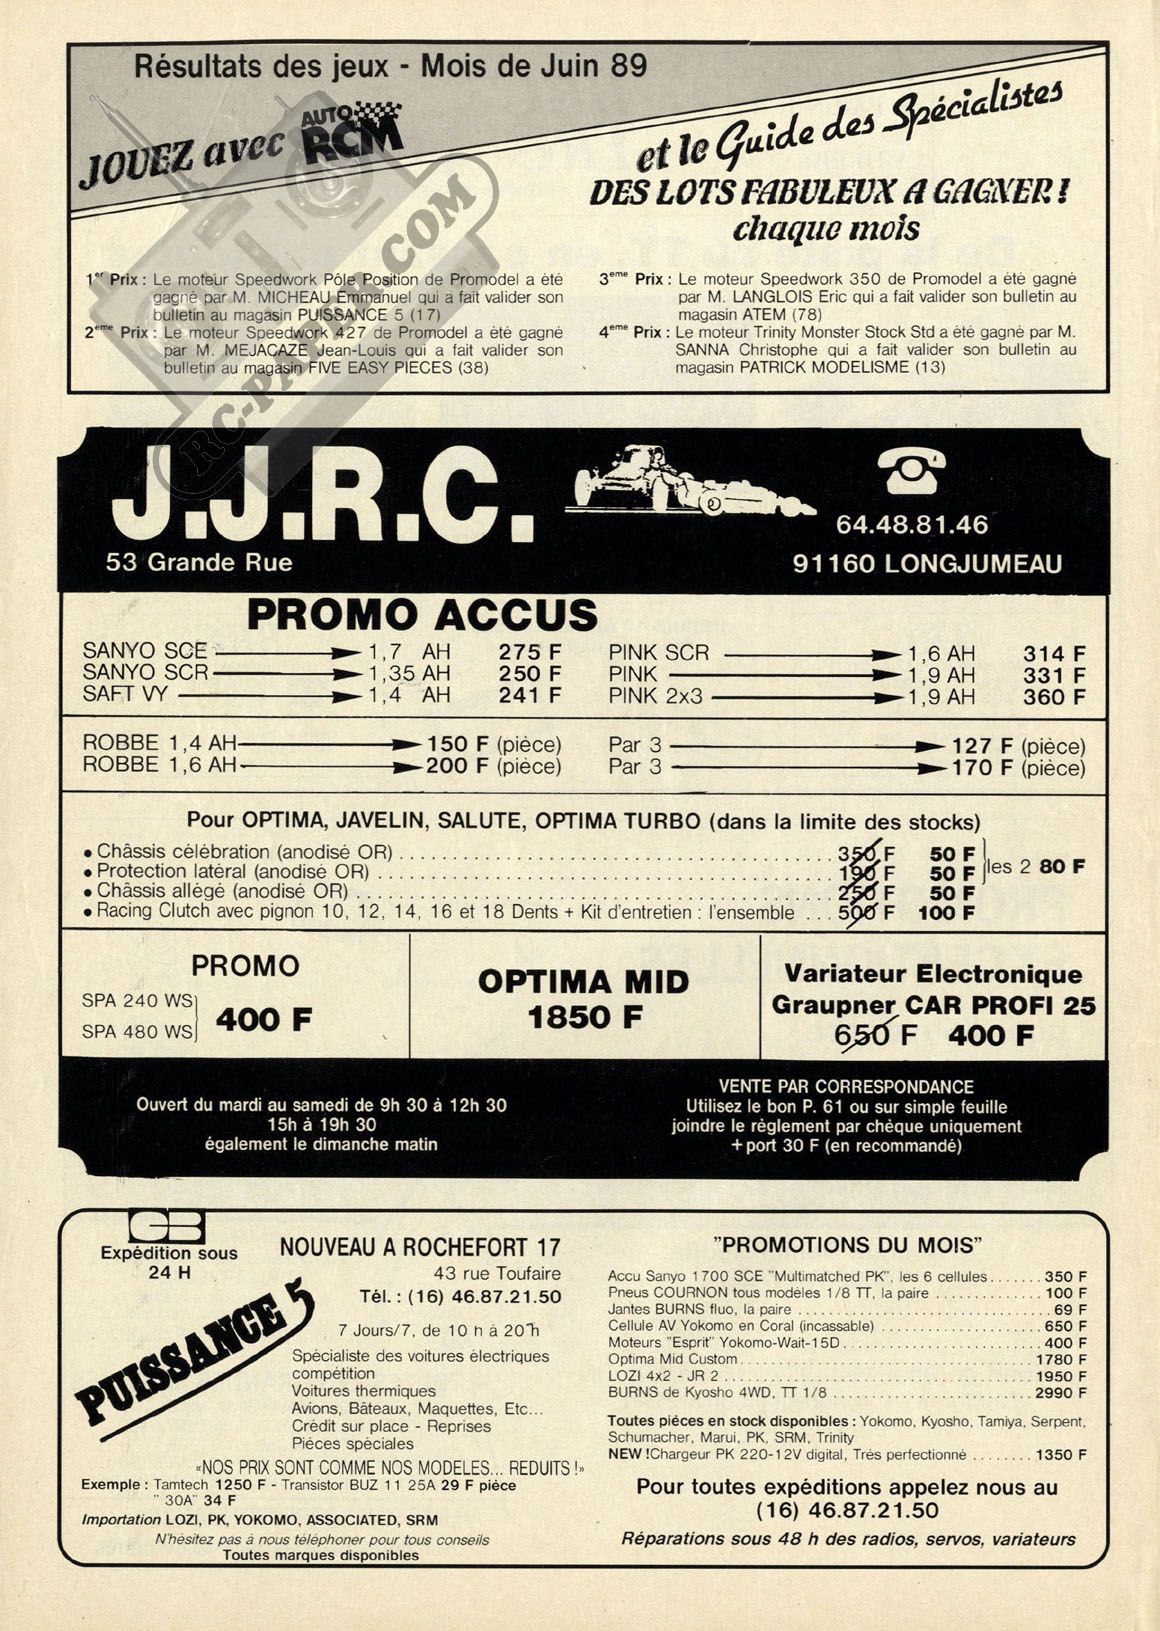 Résultats des jeux - Mois de Juin 89
JOUEZ avec AUTO RCM
et le Guide des Spécialistes
DES LOTS FABULEUX A GAGNER !
chaque mois
1er Prix : Le moteur Speedwork Pôle Position de Promodel a été
gagné par M. MICHEAU Emmanuel qui a fait valider son
bulletin au magasin PUISSANCE 5 (17)
2eme Prix : Le moteur Speedwork 427 de Promodel a été gagné
par M. MEJACAZE Jean-Louis qui a fait valider son
bulletin au magasin FIVE EASY PIECES (38)
3eme Prix : Le moteur Speedwork 350 de Promodel a été gagné
par M. LANGLOIS Eric qui a fait valider son bulletin au
magasin ATEM (78)
4eme Prix : Le moteur Trinity Monster Stock Std a été gagné par M.
SANNA Christophe qui a fait valider son bulletin au
magasin PATRICK MODELISME (13)
RC-PAPER.COM
J.J.R.C.
64.48.81.46
53 Grande Rue
91160 LONGJUMEAU
PROMO ACCUS
SANYO SCE 1,7 AH 275 F
SANYO SCR 1,35 AH 250 F
SAFT VY 1,4 AH 241 F
PINK SCR 1,6 AH 314 F
PINK 1,9 AH 331 F
PINK 2x3 1,9 AH 360 F
ROBBE 1,4 AH 150 F (pièce)
ROBBE 1,6 AH 200 F (pièce)
Par 3 127 F (pièce)
Par 3 170 F (pièce)
Pour OPTIMA, JAVELIN, SALUTE, OPTIMA TURBO (dans la limite des stocks)
• Châssis célébration (anodisé OR) 350 F 50 F
• Protection latéral (anodisé OR) 190 F 50 F
les 2 80 F
• Châssis allégé (anodisé OR) 250 F 50 F
• Racing Clutch avec pignon 10, 12, 14, 16 et 18 Dents + Kit d'entretien : l'ensemble ... 500 F 100 F
PROMO
SPA 240 WS
SPA 480 WS
400 F
OPTIMA MID
1850 F
Variateur Electronique
Graupner CAR PROFI 25
650 F 400 F
Ouvert du mardi au samedi de 9h 30 à 12h 30
15h à 19h 30
également le dimanche matin
VENTE PAR CORRESPONDANCE
Utilisez le bon P. 61 ou sur simple feuille
joindre le règlement par chèque uniquement
+ port 30 F (en recommandé)
CB
Expédition sous
24 H
PUISSANCE 5
NOUVEAU A ROCHEFORT 17
43 rue Toufaire
Tél. : (16) 46.87.21.50
7 Jours/7, de 10 h à 20 h
Spécialiste des voitures électriques
compétition
Voitures thermiques
Avions, Bâteaux, Maquettes, Etc...
Crédit sur place - Reprises
Pièces spéciales
«NOS PRIX SONT COMME NOS MODELES... REDUITS !»
Exemple : Tamtech 1250 F - Transistor BUZ 11 25A 29 F pièce
" 30A" 34 F
Importation LOZI, PK, YOKOMO, ASSOCIATED, SRM
N'hésitez pas à nous téléphoner pour tous conseils
Toutes marques disponibles
"PROMOTIONS DU MOIS"
Accu Sanyo 1700 SCE "Multimatched PK", les 6 cellules....... 350 F
Pneus COURNON tous modèles 1/8 TT, la paire 100 F
Jantes BURNS fluo, la paire 69 F
Cellule AV Yokomo en Coral (incassable) 650 F
Moteurs "Esprit" Yokomo-Wait-15D 400 F
Optima Mid Custom 1780 F
LOZI 4x2 - JR 2 1950 F
BURNS de Kyosho 4WD, TT 1/8 2990 F
Toutes pièces en stock disponibles : Yokomo, Kyosho, Tamiya, Serpent,
Schumacher, Marui, PK, SRM, Trinity
NEW !Chargeur PK 220-12V digital, Très perfectionné ........ 1350 F
Pour toutes expéditions appelez nous au
(16) 46.87.21.50
Réparations sous 48 h des radios, servos, variateurs